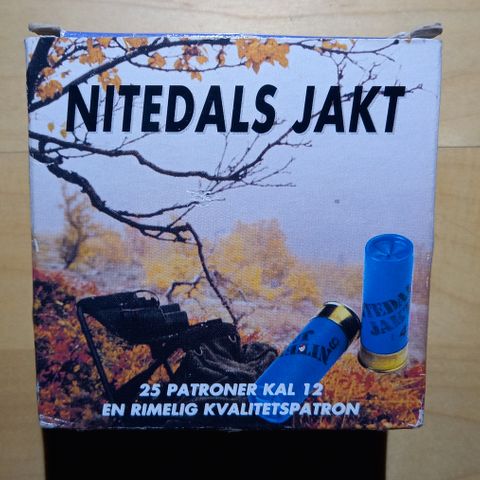 NITEDALS JAKT
25 PATRONER KAL 12
EN RIMELIG KVALITETSPATRON